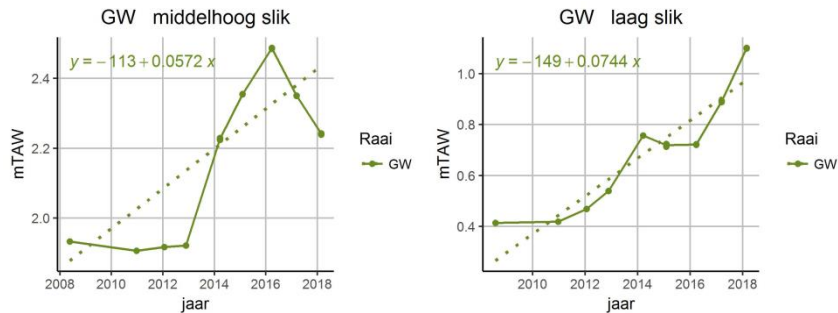 GW middelhoog slik
y = −113 + 0.0572 x
2.4
2.2
2.0
mTAW
2008 2010 2012 2014 2016 2018
jaar
Raai
GW
GW laag slik
y = −149 + 0.0744 x
1.0
0.8
0.6
0.4
mTAW
2010 2012 2014 2016 2018
jaar
Raai
GW